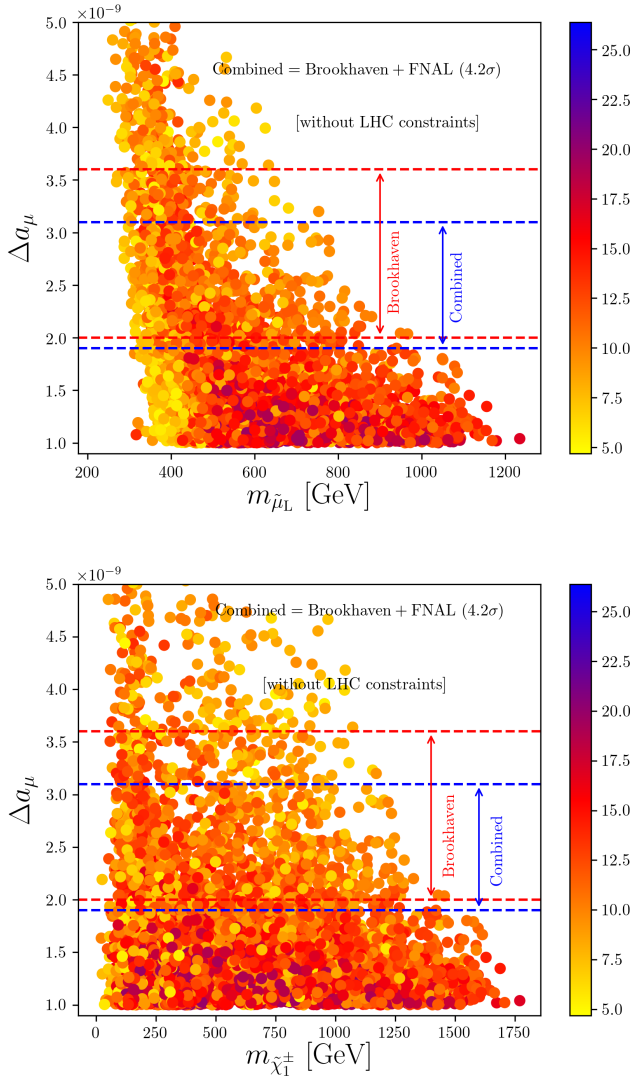 ×10⁻⁹
5.0
4.5
4.0
3.5
3.0
2.5
2.0
1.5
1.0
Δaμ
Combined = Brookhaven + FNAL (4.2σ)
[without LHC constraints]
Brookhaven
Combined
200 400 600 800 1000 1200
m_μ̃L [GeV]
25.0
22.5
20.0
17.5
15.0
12.5
10.0
7.5
5.0
×10⁻⁹
5.0
4.5
4.0
3.5
3.0
2.5
2.0
1.5
1.0
Δaμ
Combined = Brookhaven + FNAL (4.2σ)
[without LHC constraints]
Brookhaven
Combined
0 250 500 750 1000 1250 1500 1750
m_χ̃₁± [GeV]
25.0
22.5
20.0
17.5
15.0
12.5
10.0
7.5
5.0